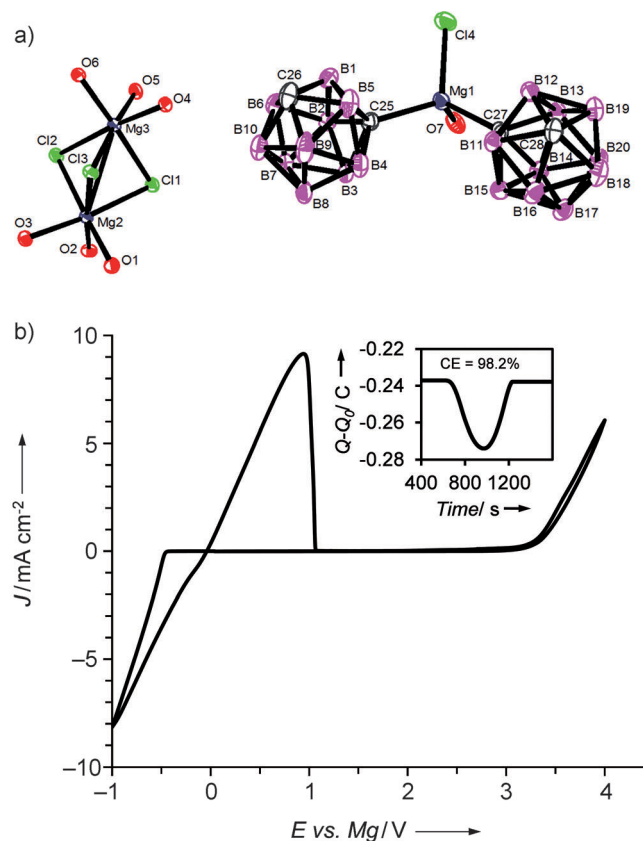 a)
O6
O5
O4
Mg3
Cl2
Cl3
Cl1
O3
Mg2
O2
O1
C26
B1
B5
B6
B2
C25
B10
B9
B4
B7
B3
B8
Cl4
Mg1
O7
B12
B13
C27
B19
B11
C28
B20
B14
B18
B15
B16
B17
b)
J / mA cm-2
10
5
0
−5
−10
−1
0
1
2
3
4
E vs. Mg / V
Q-Q0/ C
-0.22
-0.24
-0.26
-0.28
CE = 98.2%
400
800
1200
Time/ s